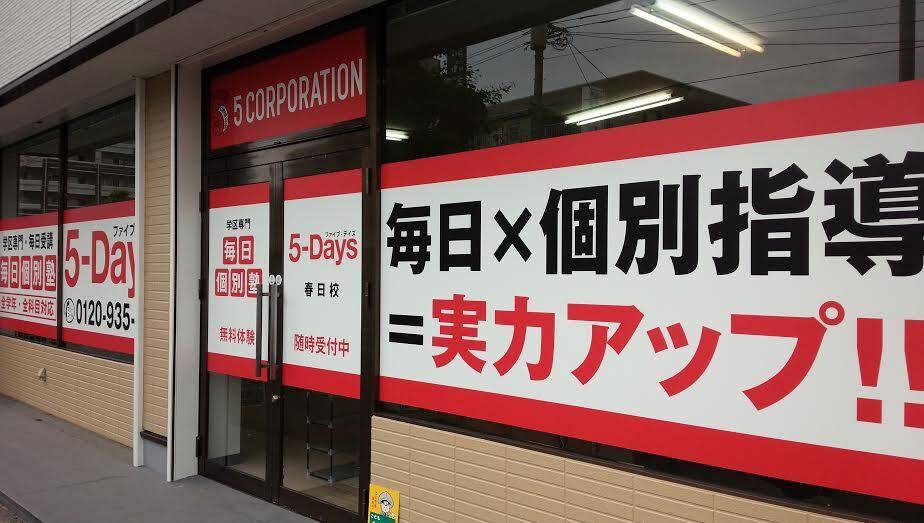 5 CORPORATION
学区専門・毎日受講
毎日個別塾
全学年・全科目対応
ファイブ
5-Day
0120-935-
学区専門
毎日
個別塾
無料体験
ファイブ・デイズ
5-Days
春日校
随時受付中
毎日×個別指導
=実力アップ!!